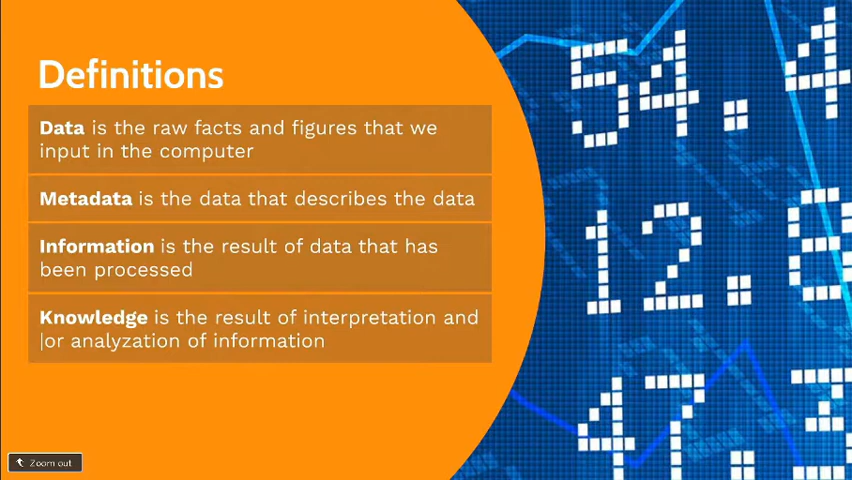 Definitions
Data is the raw facts and figures that we
input in the computer
Metadata is the data that describes the data
Information is the result of data that has
been processed
Knowledge is the result of interpretation and
or analyzation of information
Zoom out
54.4
12.8
47.3